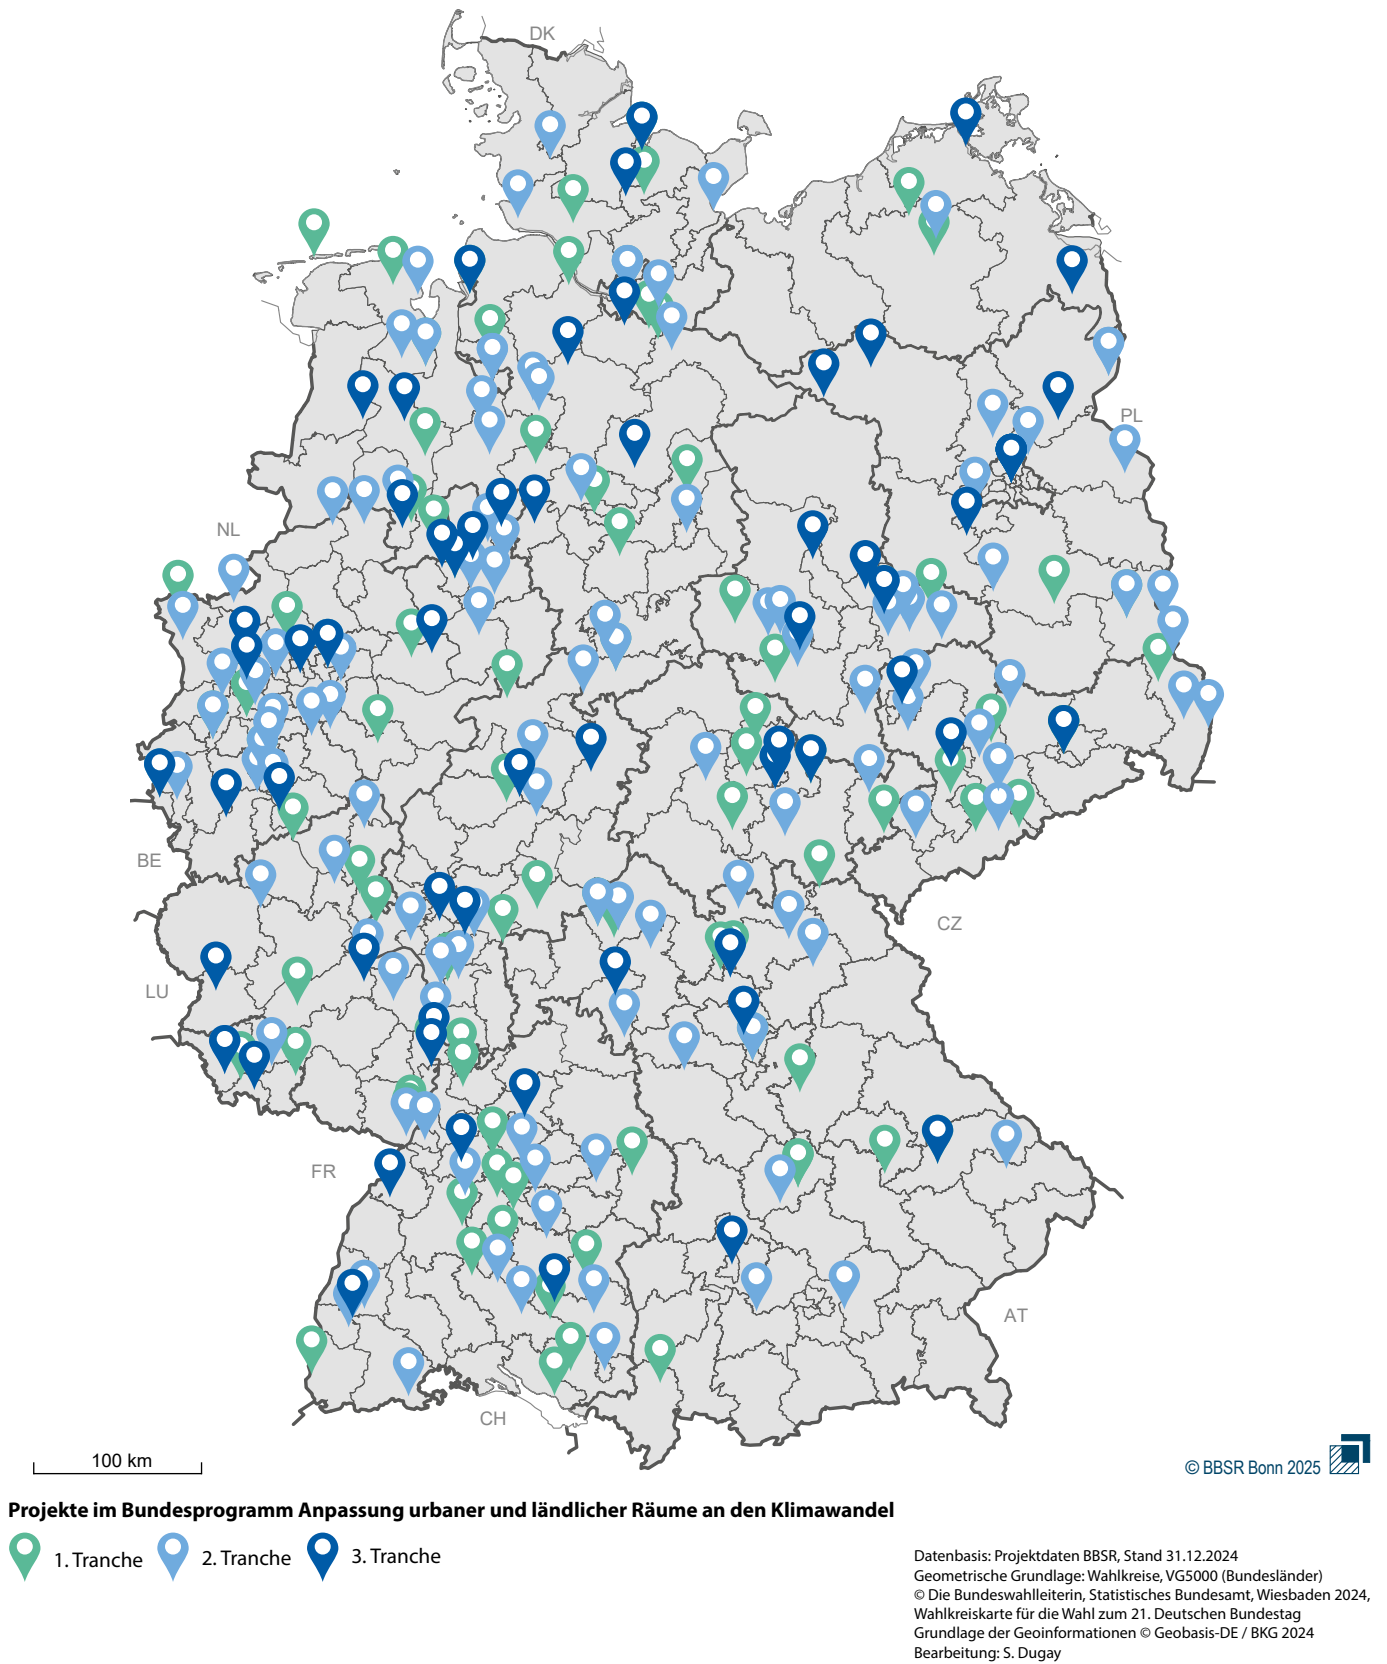 DK
PL
NL
BE
CZ
LU
FR
AT
CH
100 km
© BBSR Bonn 2025
Projekte im Bundesprogramm Anpassung urbaner und ländlicher Räume an den Klimawandel
1. Tranche 2. Tranche 3. Tranche
Datenbasis: Projektdaten BBSR, Stand 31.12.2024
Geometrische Grundlage: Wahlkreise, VG5000 (Bundesländer)
© Die Bundeswahlleiterin, Statistisches Bundesamt, Wiesbaden 2024,
Wahlkreiskarte für die Wahl zum 21. Deutschen Bundestag
Grundlage der Geoinformationen © Geobasis-DE / BKG 2024
Bearbeitung: S. Dugay